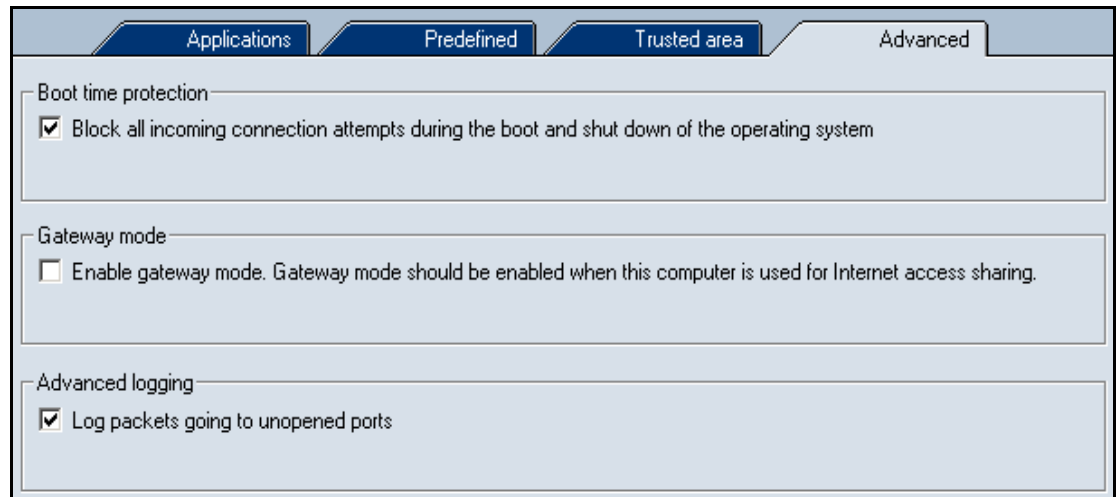 Applications
Predefined
Trusted area
Advanced
Boot time protection
Block all incoming connection attempts during the boot and shut down of the operating system
Gateway mode
Enable gateway mode. Gateway mode should be enabled when this computer is used for Internet access sharing.
Advanced logging
Log packets going to unopened ports